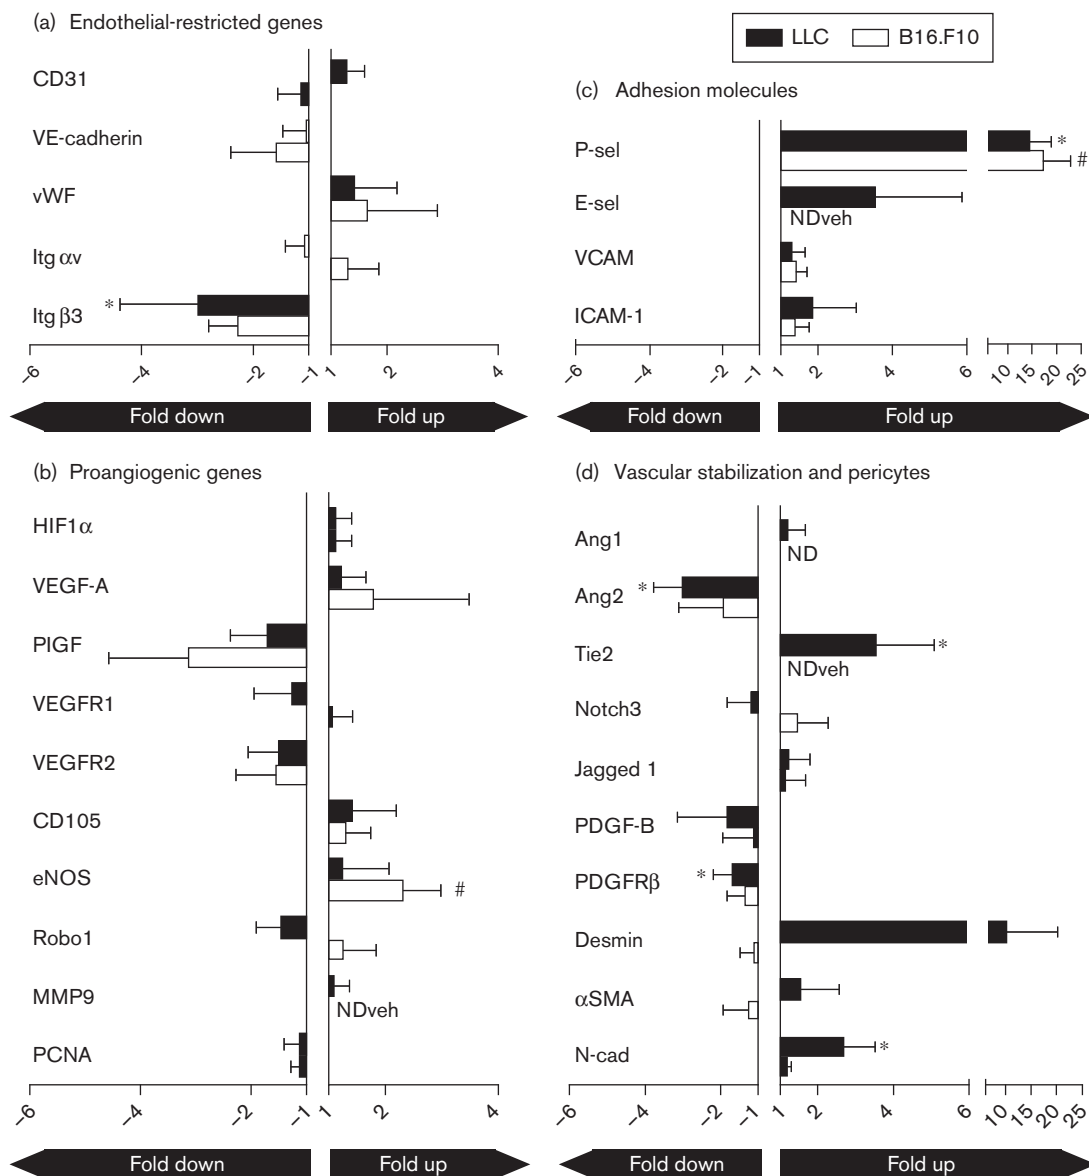 (a) Endothelial-restricted genes
CD31
VE-cadherin
vWF
Itg αv
Itg β3
*
−6
−4
−2
−1
1
2
4
Fold down
Fold up
LLC
B16.F10
(c) Adhesion molecules
P-sel
*
#
E-sel
NDveh
VCAM
ICAM-1
−6
−4
−2
−1
1
2
4
6
10
15
20
25
Fold down
Fold up
(b) Proangiogenic genes
HIF1α
VEGF-A
PlGF
VEGFR1
VEGFR2
CD105
eNOS
#
Robo1
MMP9
NDveh
PCNA
−6
−4
−2
−1
1
2
4
Fold down
Fold up
(d) Vascular stabilization and pericytes
Ang1
ND
Ang2
*
Tie2
*
NDveh
Notch3
Jagged 1
PDGF-B
PDGFRβ
*
Desmin
αSMA
N-cad
*
−6
−4
−2
−1
1
2
4
6
10
15
20
25
Fold down
Fold up